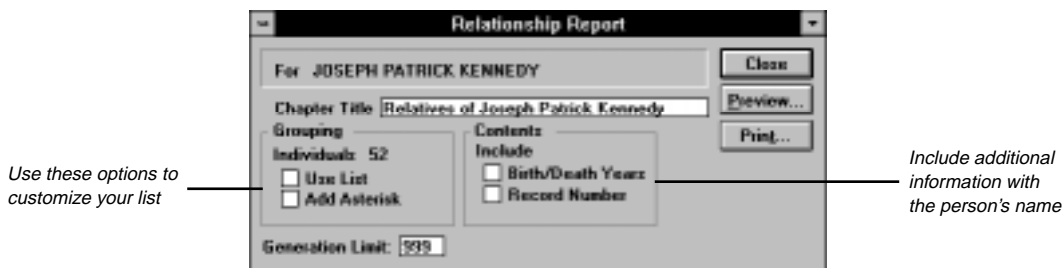 Relationship Report
For JOSEPH PATRICK KENNEDY
Close
Chapter Title Relatives of Joseph Patrick Kennedy
Preview...
Print...
Grouping
Individuals: 52
Use List
Add Asterisk
Contents
Include
Birth/Death Years
Record Number
Generation Limit: 999
Use these options to
customize your list
Include additional
information with
the person's name